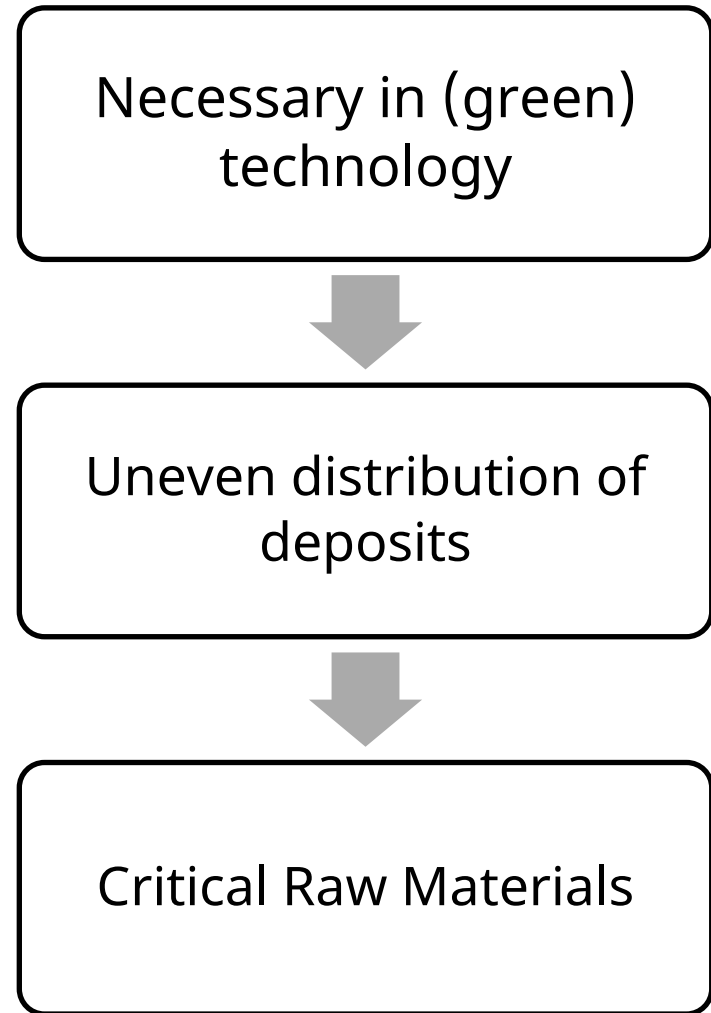 Necessary in (green)
technology
Uneven distribution of
deposits
Critical Raw Materials